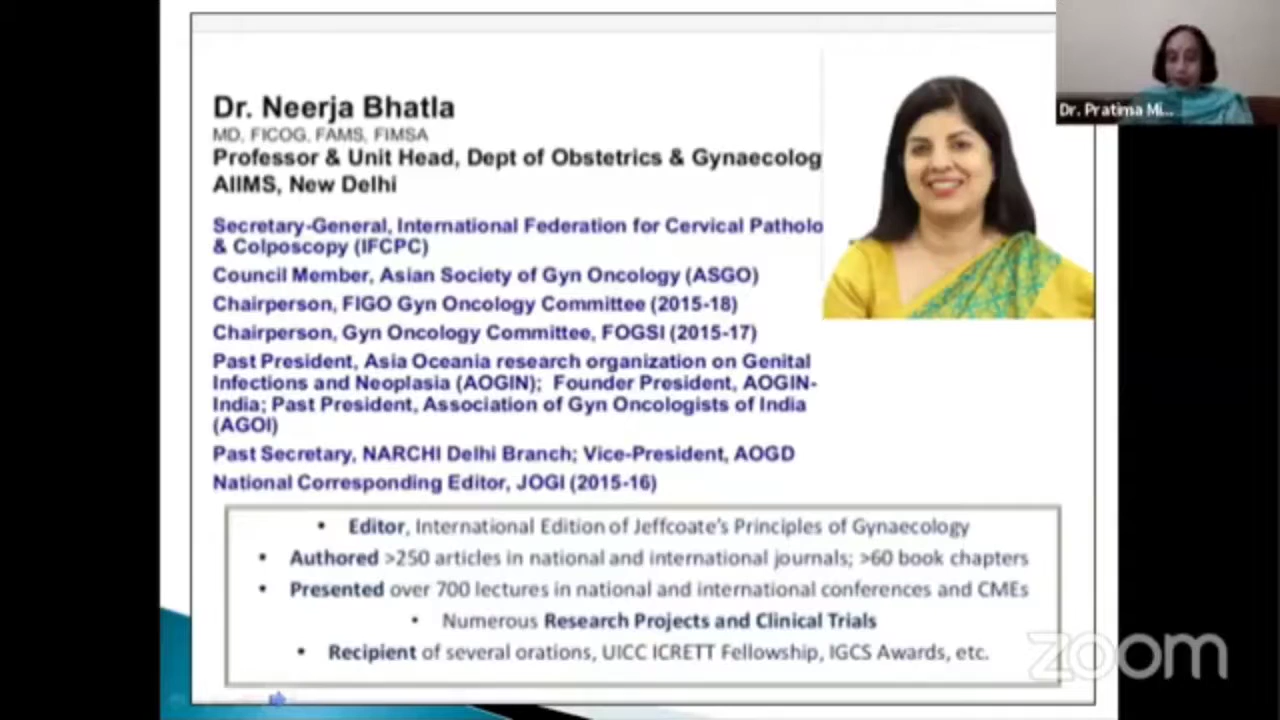 Dr. Neerja Bhatla
MD, FICOG, FAMS, FIMSA
Professor & Unit Head, Dept of Obstetrics & Gynaecolog
AIIMS, New Delhi
Secretary-General, International Federation for Cervical Patholo
& Colposcopy (IFCPC)
Council Member, Asian Society of Gyn Oncology (ASGO)
Chairperson, FIGO Gyn Oncology Committee (2015-18)
Chairperson, Gyn Oncology Committee, FOGSI (2015-17)
Past President, Asia Oceania research organization on Genital
Infections and Neoplasia (AOGIN); Founder President, AOGIN-
India; Past President, Association of Gyn Oncologists of India
(AGOI)
Past Secretary, NARCHI Delhi Branch; Vice-President, AOGD
National Corresponding Editor, JOGI (2015-16)
• Editor, International Edition of Jeffcoate's Principles of Gynaecology
• Authored >250 articles in national and international journals; >60 book chapters
• Presented over 700 lectures in national and international conferences and CMEs
• Numerous Research Projects and Clinical Trials
• Recipient of several orations, UICC ICRETT Fellowship, IGCS Awards, etc.
Dr. Pratima Mi...
zoom